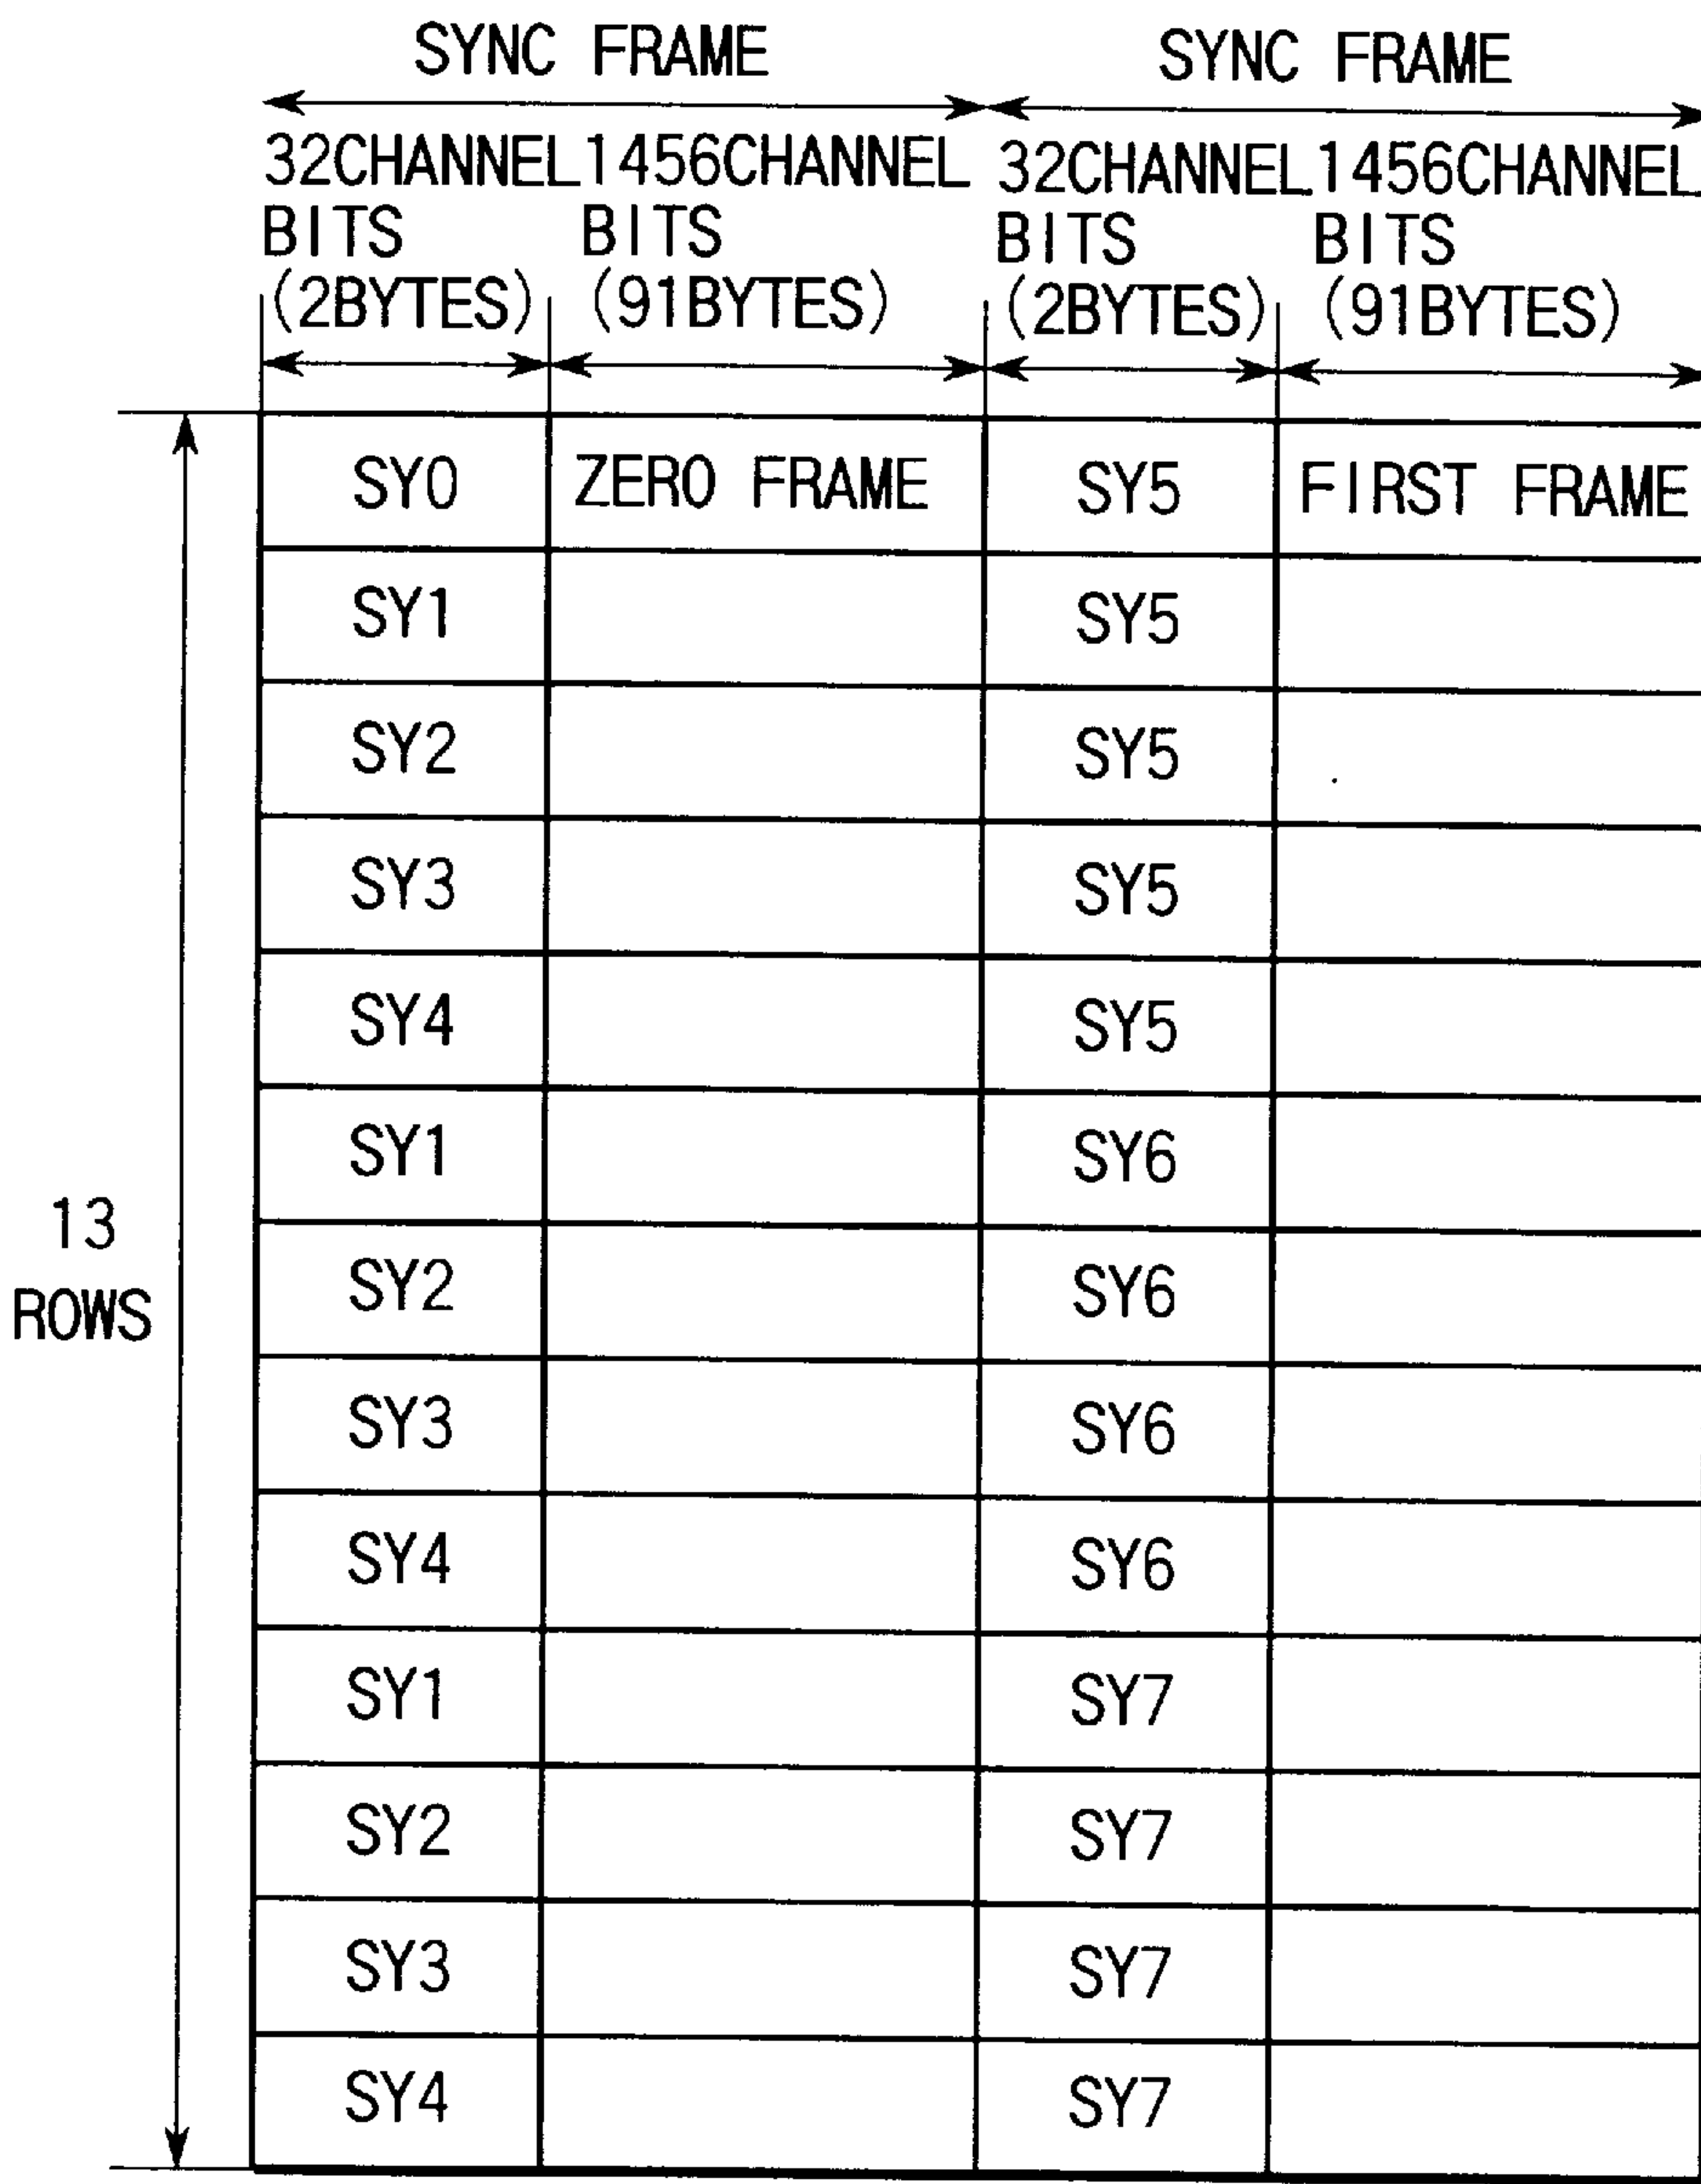 SYNC FRAME SYNC FRAME
32CHANNEL 1456CHANNEL 32CHANNEL 1456CHANNEL
BITS BITS BITS BITS
(2BYTES) (91BYTES) (2BYTES) (91BYTES)
SY0 ZERO FRAME SY5 FIRST FRAME
SY1 SY5
SY2 SY5
SY3 SY5
SY4 SY5
SY1 SY6
13
SY2 SY6
ROWS
SY3 SY6
SY4 SY6
SY1 SY7
SY2 SY7
SY3 SY7
SY4 SY7